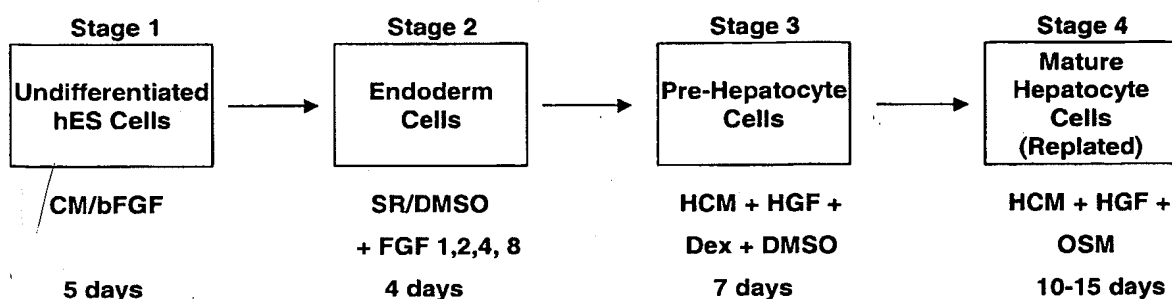 Stage 1
Undifferentiated
hES Cells
CM/bFGF
5 days
Stage 2
Endoderm
Cells
SR/DMSO
+ FGF 1,2,4, 8
4 days
Stage 3
Pre-Hepatocyte
Cells
HCM + HGF +
Dex + DMSO
7 days
Stage 4
Mature
Hepatocyte
Cells
(Replated)
HCM + HGF +
OSM
10-15 days